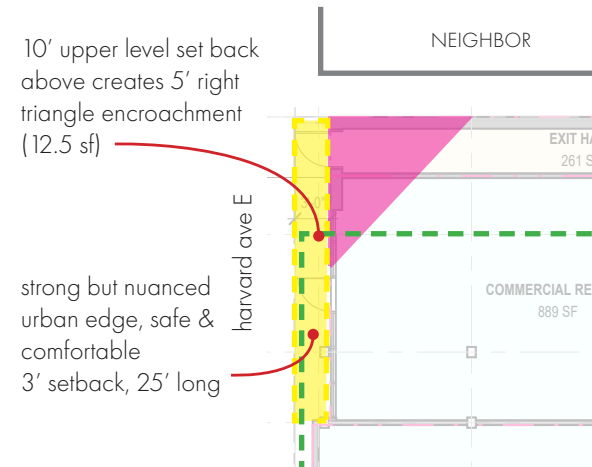 10’ upper level set back
above creates 5’ right
triangle encroachment
(12.5 sf)
NEIGHBOR
EXIT HA
261 S
harvard ave E
strong but nuanced
urban edge, safe &
comfortable
3’ setback, 25’ long
COMMERCIAL RE
889 SF